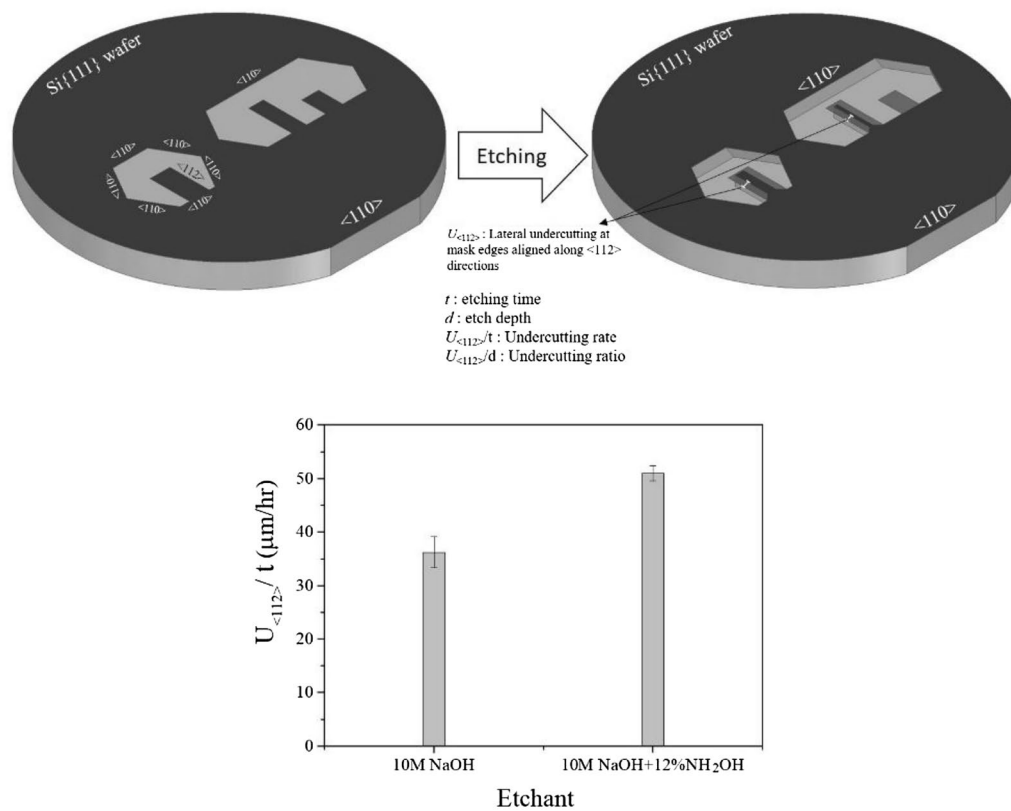 Si{111} wafer
<110>
<110>
<110>
<110>
<112>
<110>
<110>
<110>
<110>
<110>
Etching
Si{111} wafer
<110>
<110>
U<112> : Lateral undercutting at
mask edges aligned along <112>
directions
t : etching time
d : etch depth
U<112>/t : Undercutting rate
U<112>/d : Undercutting ratio
60
50
40
30
20
10
0
U<112>/ t (μm/hr)
10M NaOH
10M NaOH+12%NH₂OH
Etchant